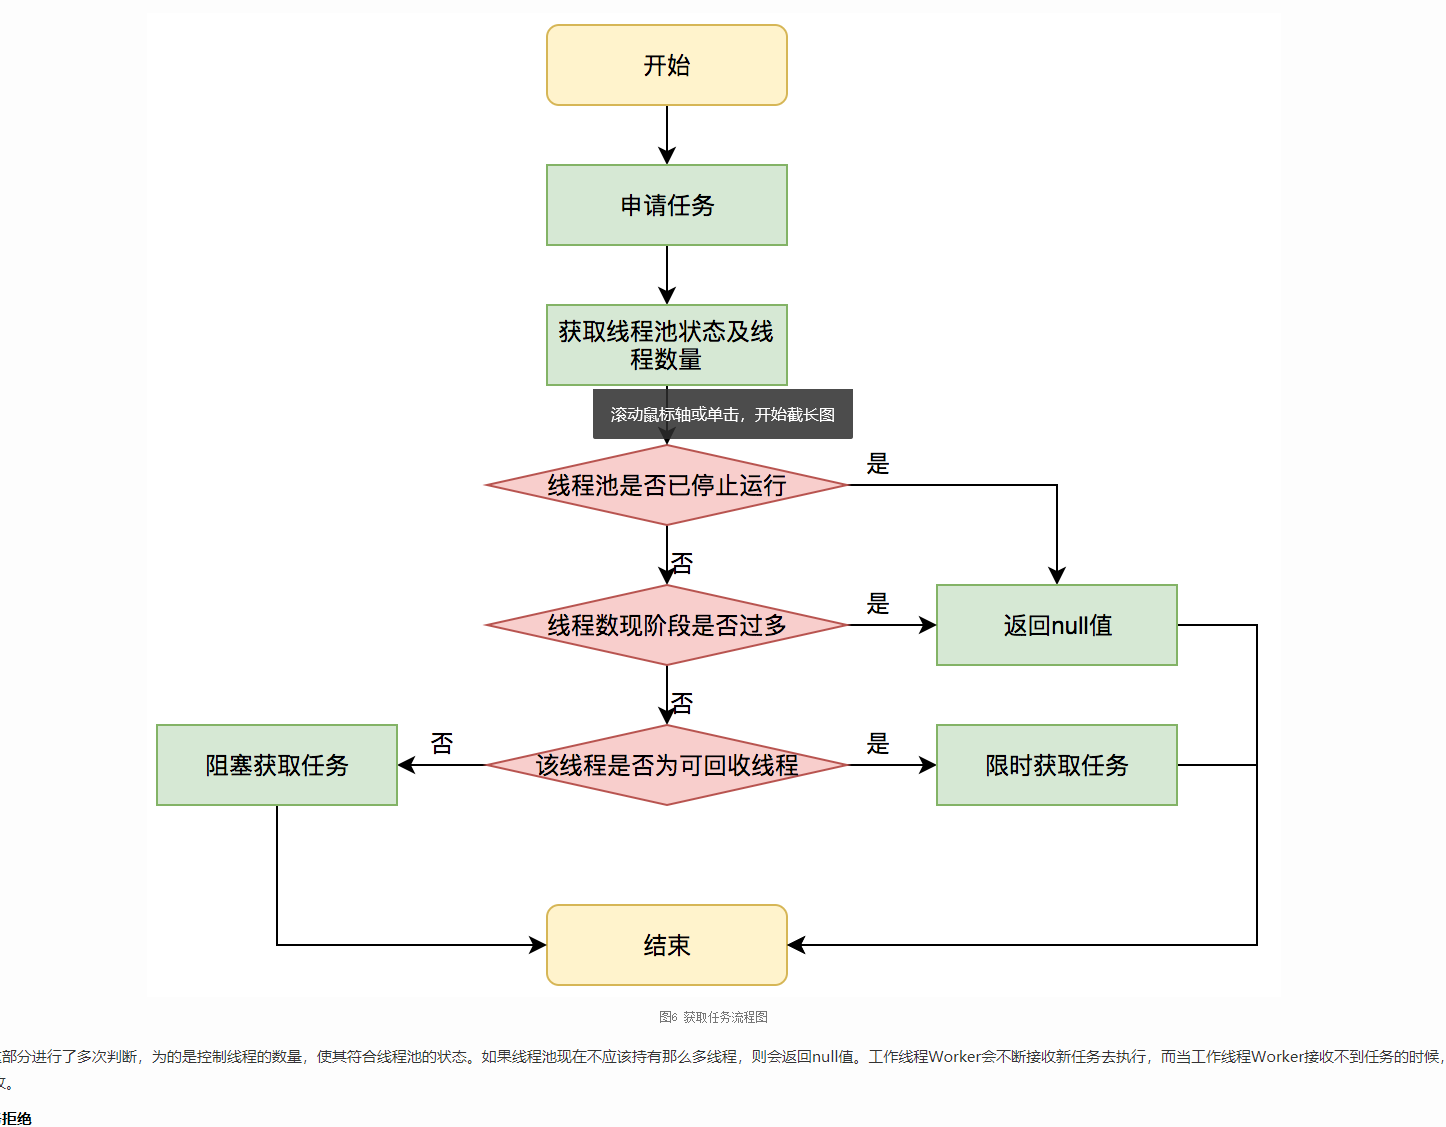 开始
申请任务
获取线程池状态及线
程数量
滚动鼠标轴或单击，开始截长图
线程池是否已停止运行
是
否
线程数现阶段是否过多
是
返回null值
否
阻塞获取任务
否
该线程是否为可回收线程
是
限时获取任务
结束
图6 获取任务流程图
部分进行了多次判断，为的是控制线程的数量，使其符合线程池的状态。如果线程池现在不应该持有那么多线程，则会返回null值。工作线程Worker会不断接收新任务去执行，而当工作线程Worker接收不到任务的时候，
。
拒绝